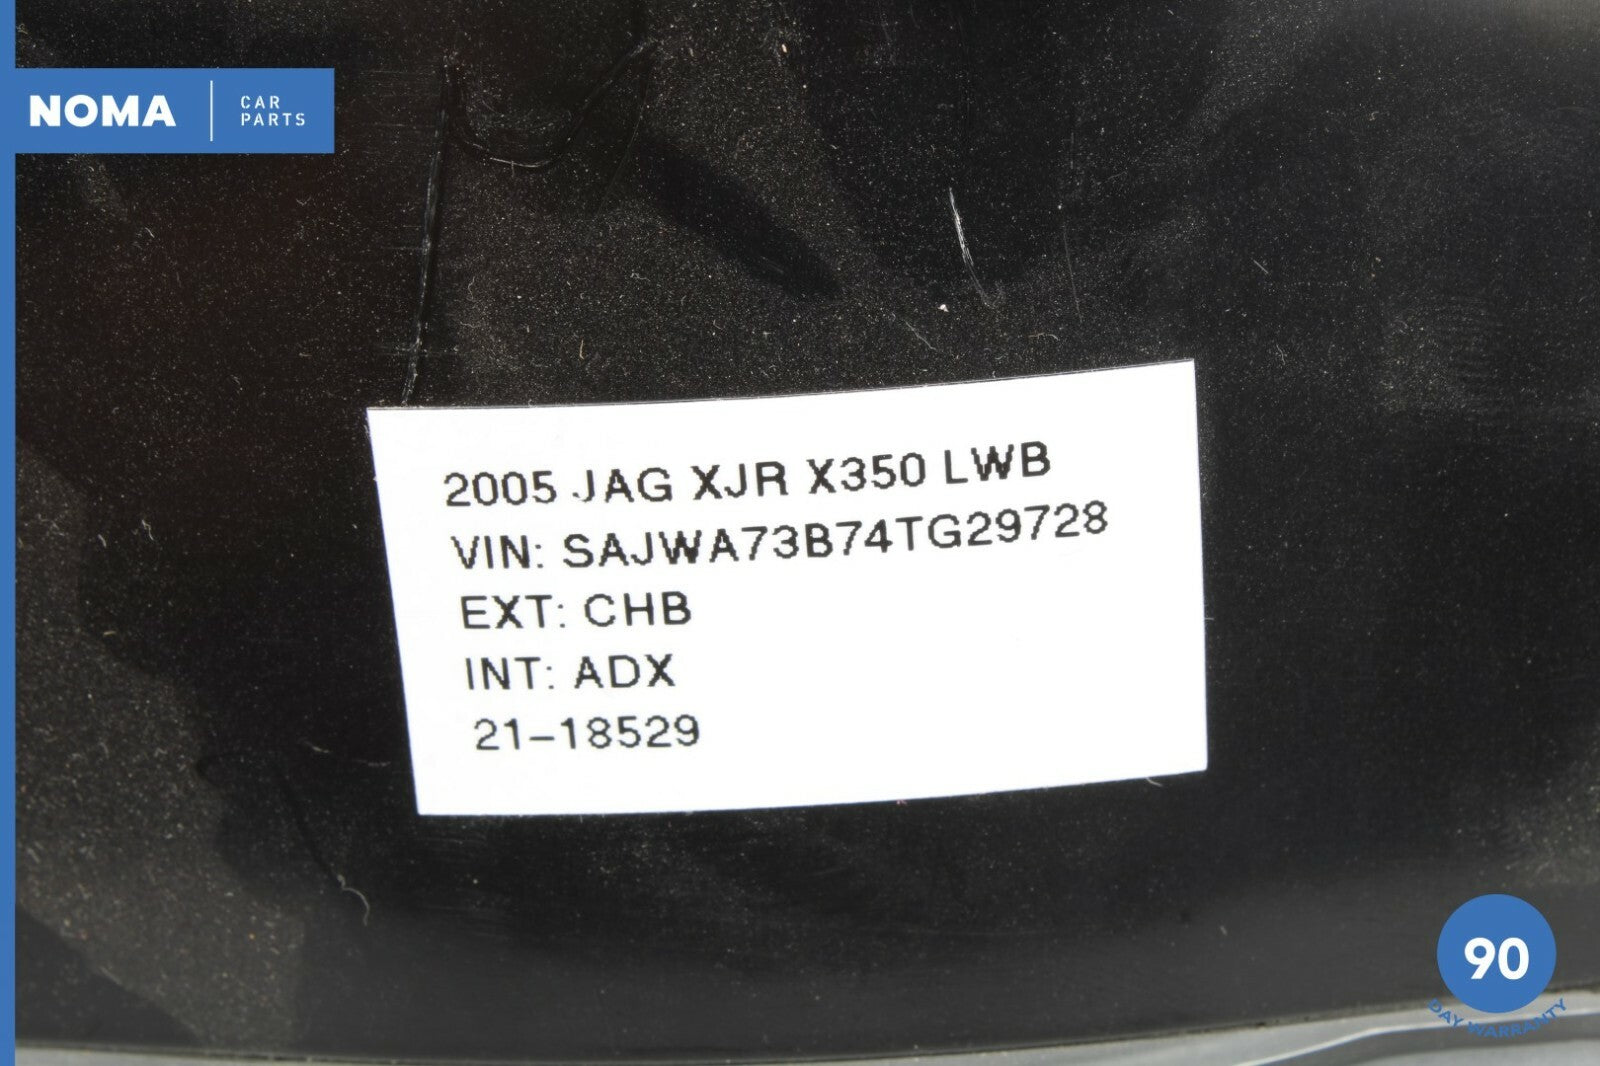 NOMA
CAR
PARTS
2005 JAG XJR X350 LWB
VIN: SAJWA73B74TG29728
EXT: CHB
INT: ADX
21-18529
90
DAY WARRANTY